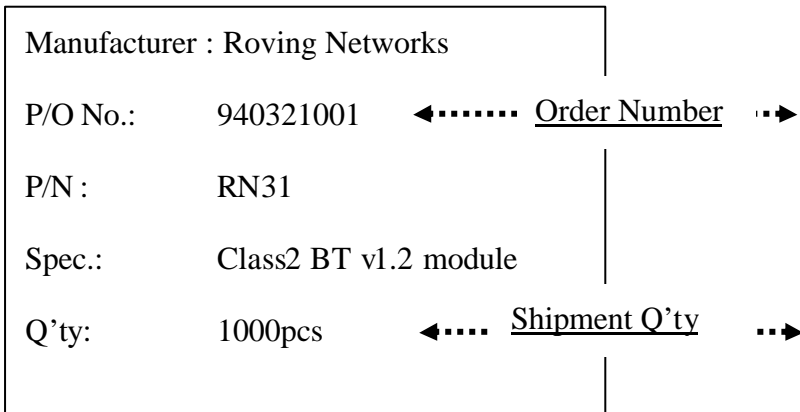 Manufacturer : Roving Networks
P/O No.: 940321001 Order Number
P/N : RN31
Spec.: Class2 BT v1.2 module
Q’ty: 1000pcs Shipment Q’ty